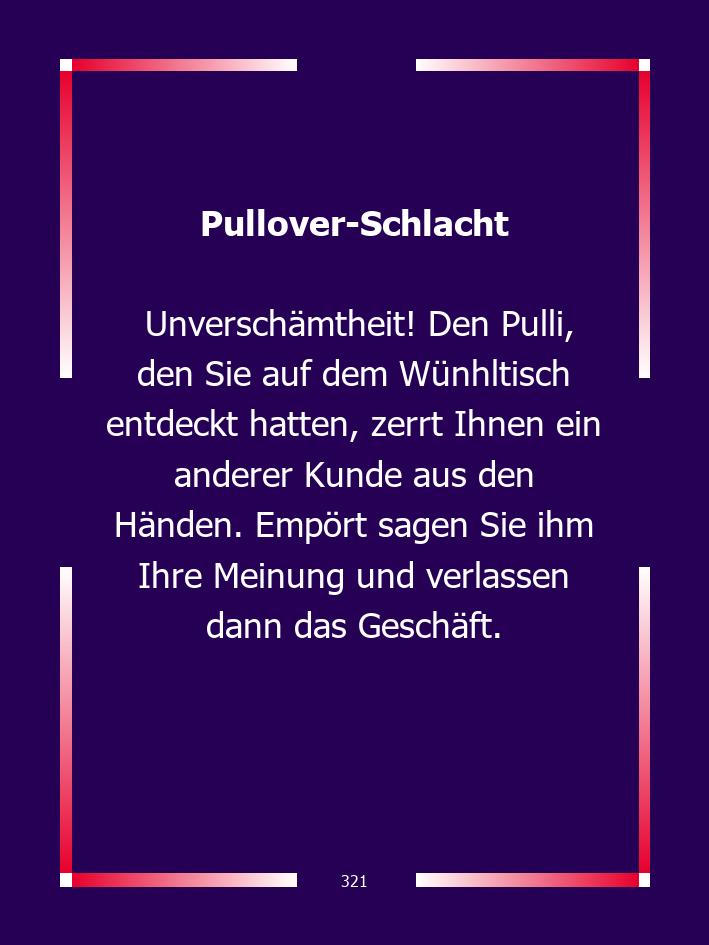 Pullover-Schlacht
Unverschämtheit! Den Pulli,
den Sie auf dem Wünhltisch
entdeckt hatten, zerrt Ihnen ein
anderer Kunde aus den
Händen. Empört sagen Sie ihm
Ihre Meinung und verlassen
dann das Geschäft.
321